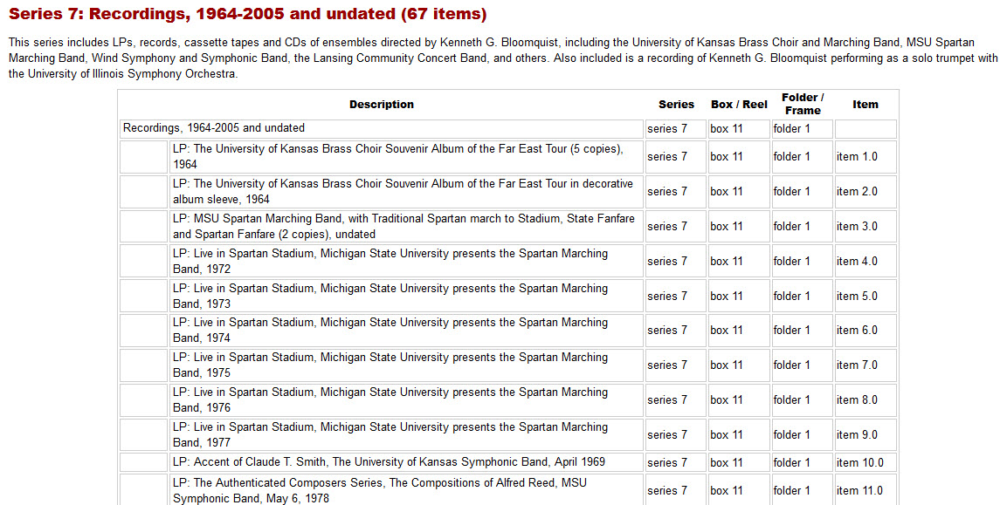 Series 7: Recordings, 1964-2005 and undated (67 items)
This series includes LPs, records, cassette tapes and CDs of ensembles directed by Kenneth G. Bloomquist, including the University of Kansas Brass Choir and Marching Band, MSU Spartan
Marching Band, Wind Symphony and Symphonic Band, the Lansing Community Concert Band, and others. Also included is a recording of Kenneth G. Bloomquist performing as a solo trumpet with
the University of Illinois Symphony Orchestra.
Description Series Box / Reel Folder / Frame Item
Recordings, 1964-2005 and undated series 7 box 11 folder 1
LP: The University of Kansas Brass Choir Souvenir Album of the Far East Tour (5 copies),
1964 series 7 box 11 folder 1 item 1.0
LP: The University of Kansas Brass Choir Souvenir Album of the Far East Tour in decorative
album sleeve, 1964 series 7 box 11 folder 1 item 2.0
LP: MSU Spartan Marching Band, with Traditional Spartan march to Stadium, State Fanfare
and Spartan Fanfare (2 copies), undated series 7 box 11 folder 1 item 3.0
LP: Live in Spartan Stadium, Michigan State University presents the Spartan Marching
Band, 1972 series 7 box 11 folder 1 item 4.0
LP: Live in Spartan Stadium, Michigan State University presents the Spartan Marching
Band, 1973 series 7 box 11 folder 1 item 5.0
LP: Live in Spartan Stadium, Michigan State University presents the Spartan Marching
Band, 1974 series 7 box 11 folder 1 item 6.0
LP: Live in Spartan Stadium, Michigan State University presents the Spartan Marching
Band, 1975 series 7 box 11 folder 1 item 7.0
LP: Live in Spartan Stadium, Michigan State University presents the Spartan Marching
Band, 1976 series 7 box 11 folder 1 item 8.0
LP: Live in Spartan Stadium, Michigan State University presents the Spartan Marching
Band, 1977 series 7 box 11 folder 1 item 9.0
LP: Accent of Claude T. Smith, The University of Kansas Symphonic Band, April 1969 series 7 box 11 folder 1 item 10.0
LP: The Authenticated Composers Series, The Compositions of Alfred Reed, MSU
Symphonic Band, May 6, 1978 series 7 box 11 folder 1 item 11.0